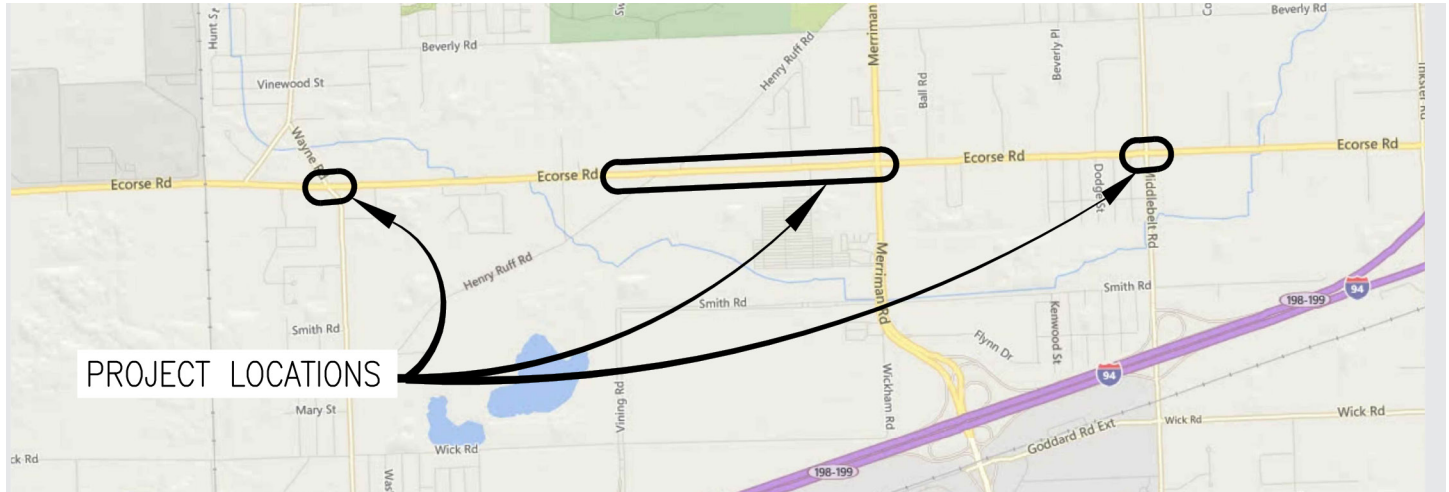 Hunt St
Sw
Merriman
Co
Beverly Rd
Beverly Rd
Beverly Pl
Henry Ruff Rd
Vinewood St
Ball Rd
Inkster Rd
Wayne Rd
Ecorse Rd
Ecorse Rd
Ecorse Rd
Ecorse Rd
Dodge St
Middlebelt Rd
Merriman Rd
Henry Ruff Rd
Smith Rd
Smith Rd
198-199
94
Smith Rd
Kenwood St
Flynn Dr
PROJECT LOCATIONS
94
Wickham Rd
Vining Rd
Mary St
Wick Rd
Wick Rd
Goddard Rd Ext
Wick Rd
ck Rd
Was
198-199